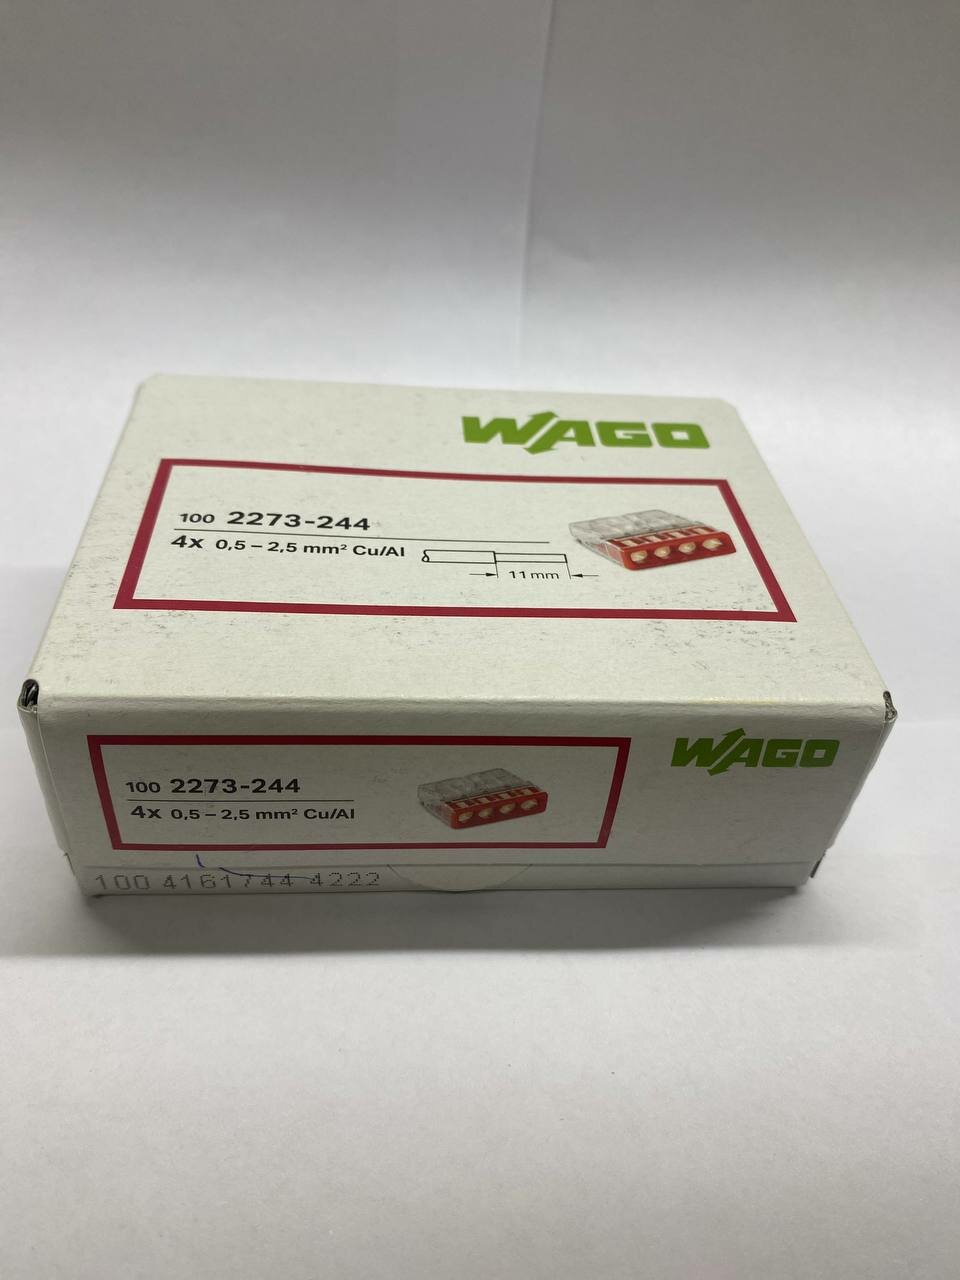 WAGO
100 2273-244
4x 0,5 – 2,5 mm² Cu/Al
11 mm
WAGO
100 2273-244
4x 0,5 – 2,5 mm² Cu/Al
100 4161744 4222